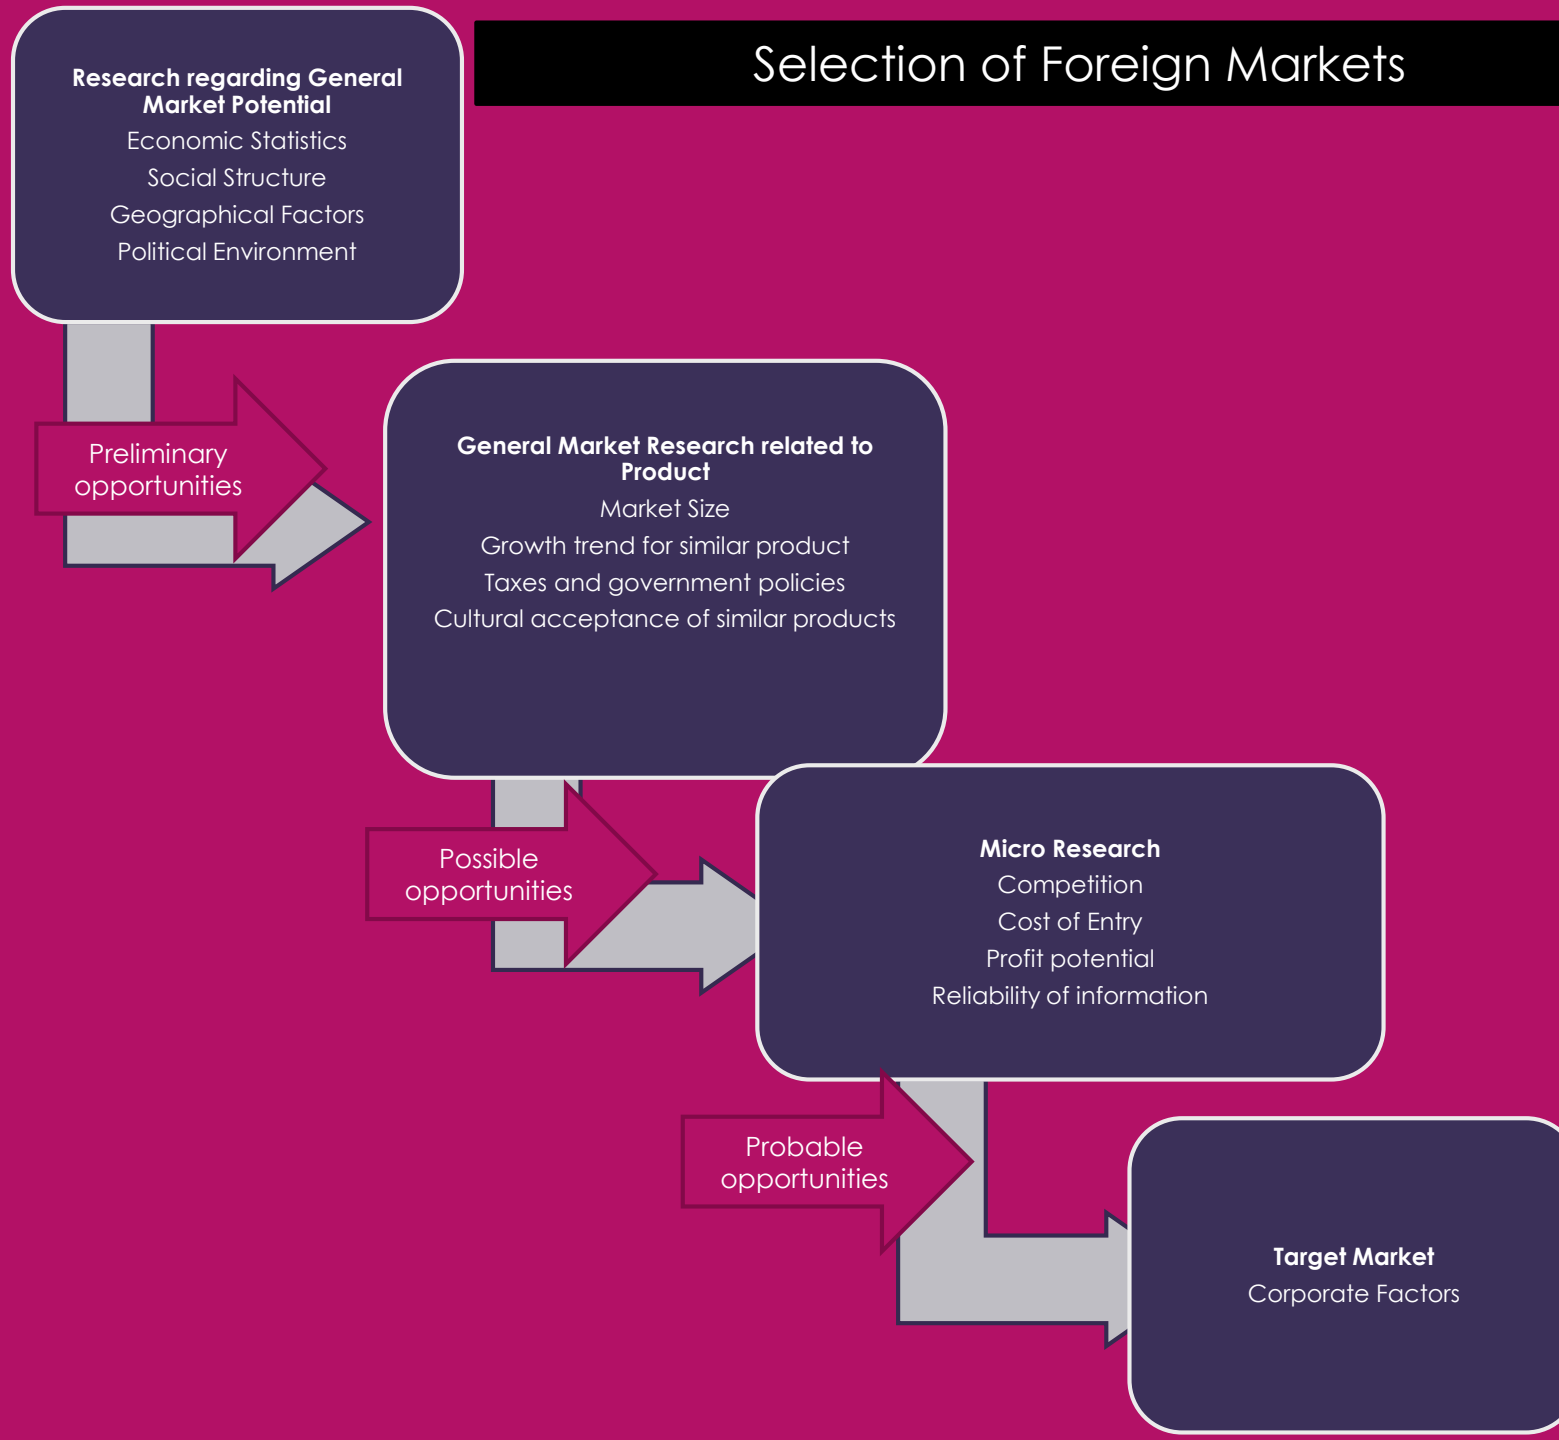 Selection of Foreign Markets
Research regarding General
Market Potential
Economic Statistics
Social Structure
Geographical Factors
Political Environment
Preliminary
opportunities
General Market Research related to
Product
Market Size
Growth trend for similar product
Taxes and government policies
Cultural acceptance of similar products
Possible
opportunities
Micro Research
Competition
Cost of Entry
Profit potential
Reliability of information
Probable
opportunities
Target Market
Corporate Factors